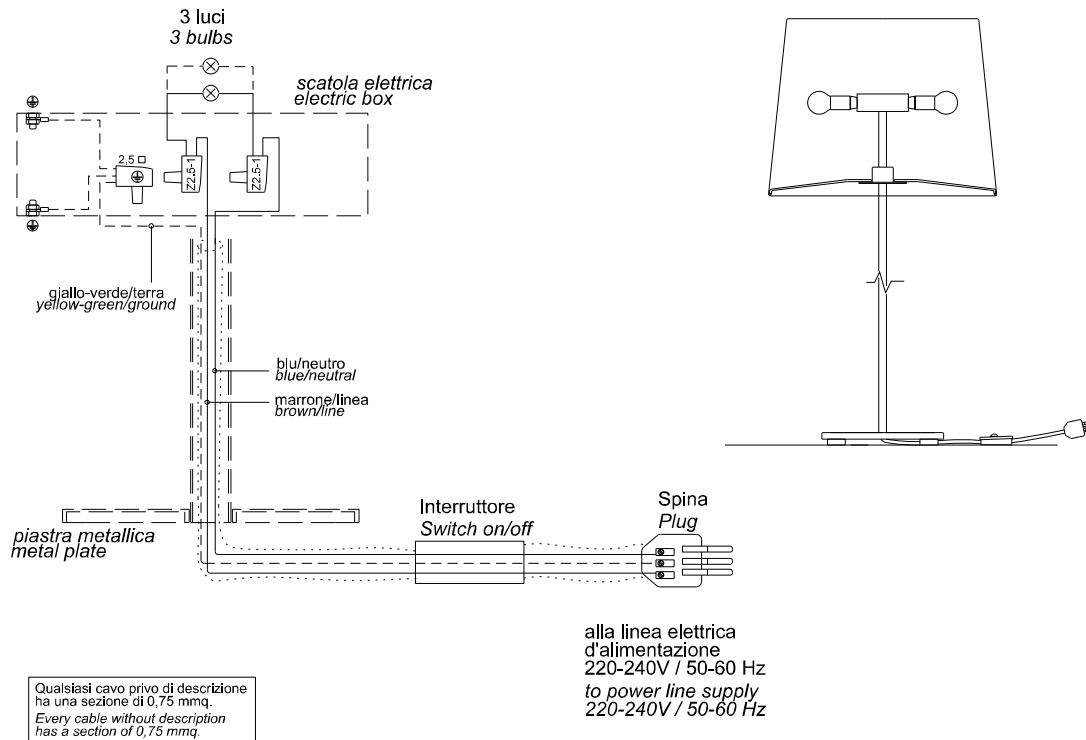 3 luci
3 bulbs
scatola elettrica
electric box
2,5
Z2.5-1
Z2.5-1
giallo-verde/terra
yellow-green/ground
blu/neutro
blue/neutral
marrone/linea
brown/line
piastra metallica
metal plate
Interruttore
Switch on/off
Spina
Plug
alla linea elettrica
d'alimentazione
220-240V / 50-60 Hz
to power line supply
220-240V / 50-60 Hz
Qualsiasi cavo privo di descrizione
ha una sezione di 0,75 mmq.
Every cable without description
has a section of 0,75 mmq.